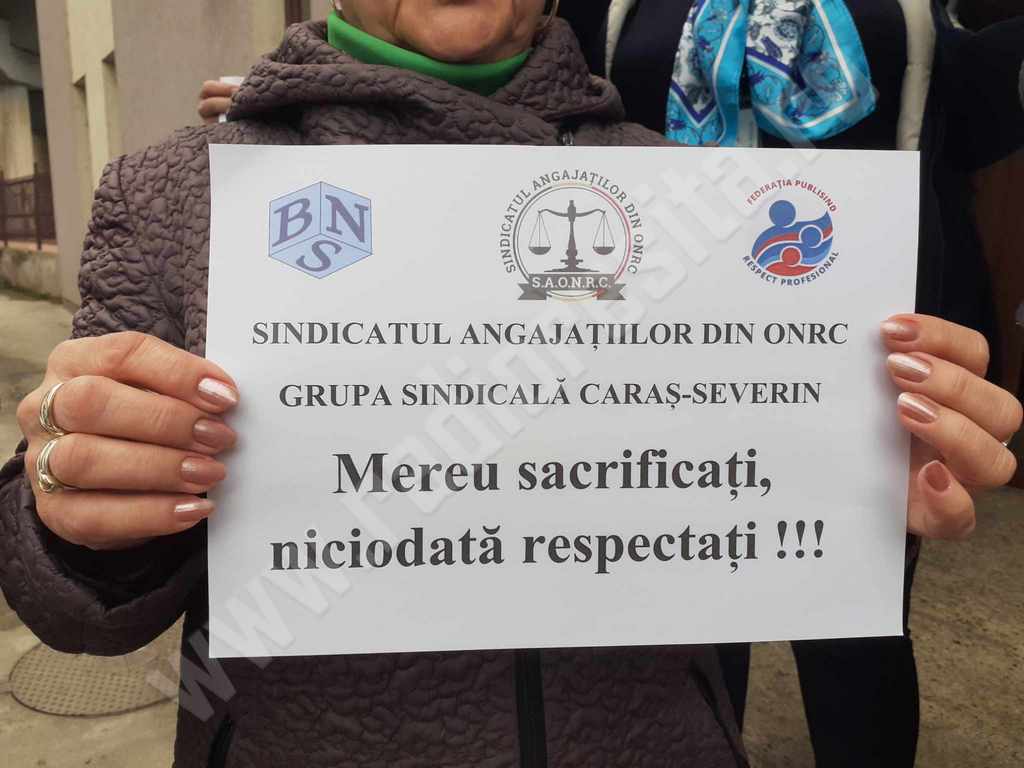 BNS
SINDICATUL ANGAJAȚILOR DIN ONRC
S.A.O.N.R.C.
FEDERAȚIA PUBLISIND
RESPECT PROFESIONAL
SINDICATUL ANGAJAȚIILOR DIN ONRC
GRUPA SINDICALĂ CARAȘ-SEVERIN
Mereu sacrificați,
niciodată respectați !!!